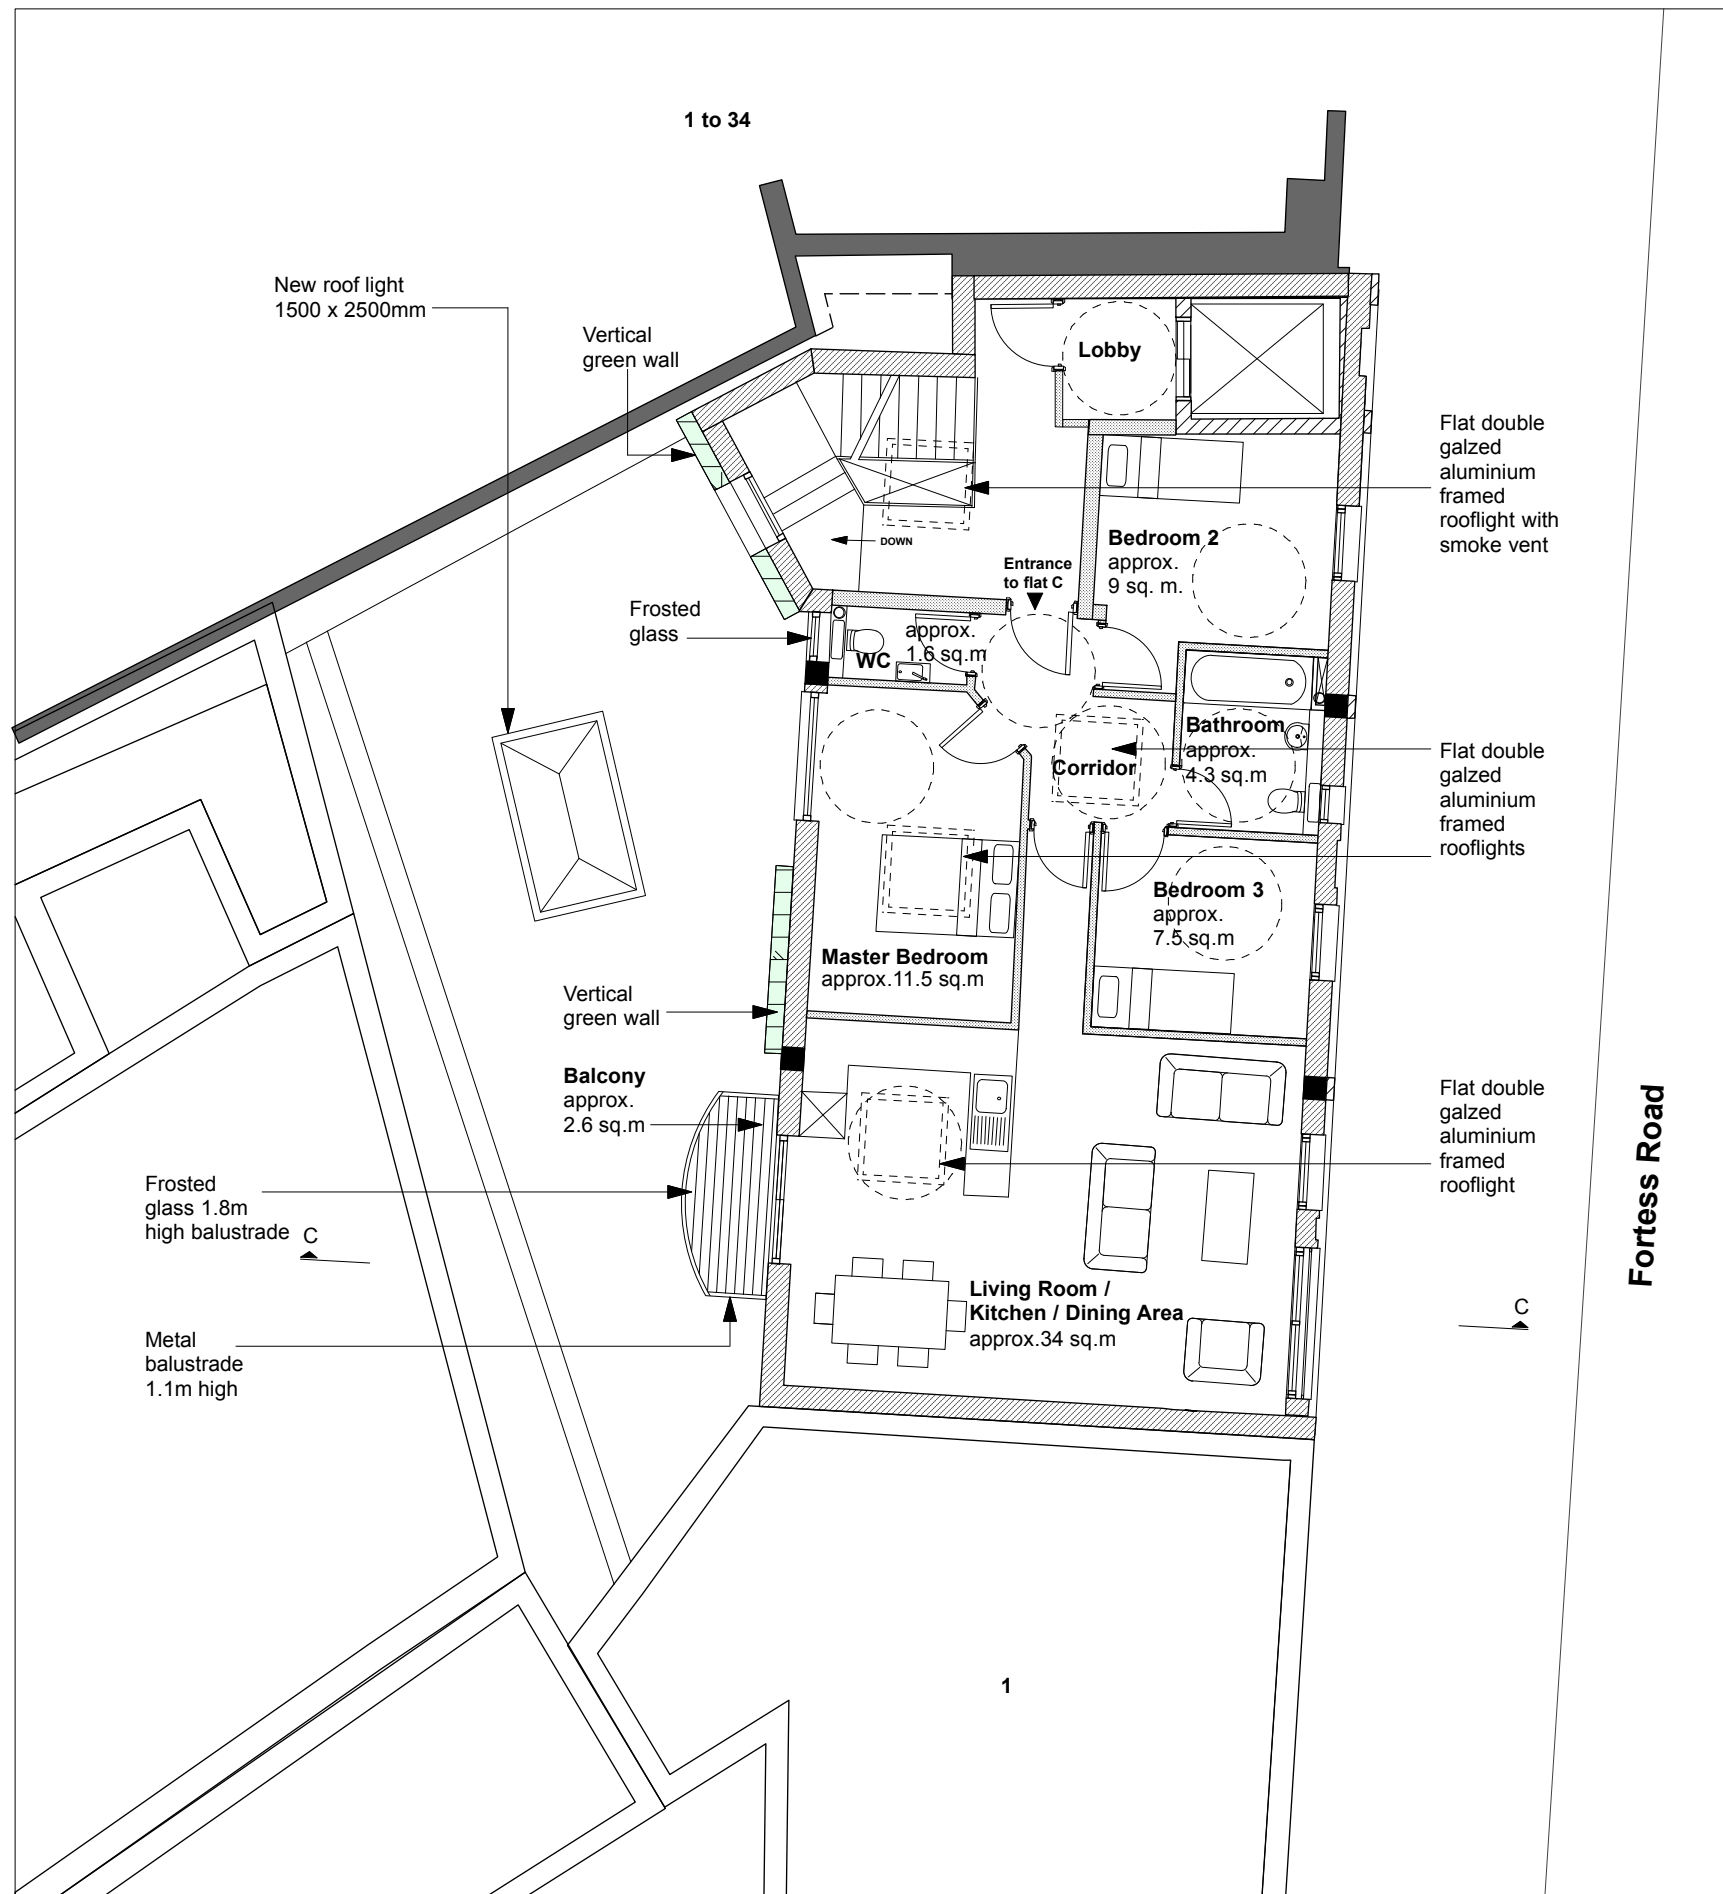 1 to 34
New roof light
1500 x 2500mm
Vertical
green wall
Lobby
Flat double
galzed
aluminium
framed
rooflight with
smoke vent
DOWN
Bedroom 2
approx.
9 sq. m.
Entrance
to flat C
Frosted
glass
approx.
1.6 sq.m
WC
Bathroom
approx.
4.3 sq.m
Corridor
Flat double
galzed
aluminium
framed
rooflights
Bedroom 3
approx.
7.5 sq.m
Master Bedroom
approx.11.5 sq.m
Vertical
green wall
Balcony
approx.
2.6 sq.m
Flat double
galzed
aluminium
framed
rooflight
Fortess Road
Frosted
glass 1.8m
high balustrade
C
Living Room /
Kitchen / Dining Area
approx.34 sq.m
C
Metal
balustrade
1.1m high
1